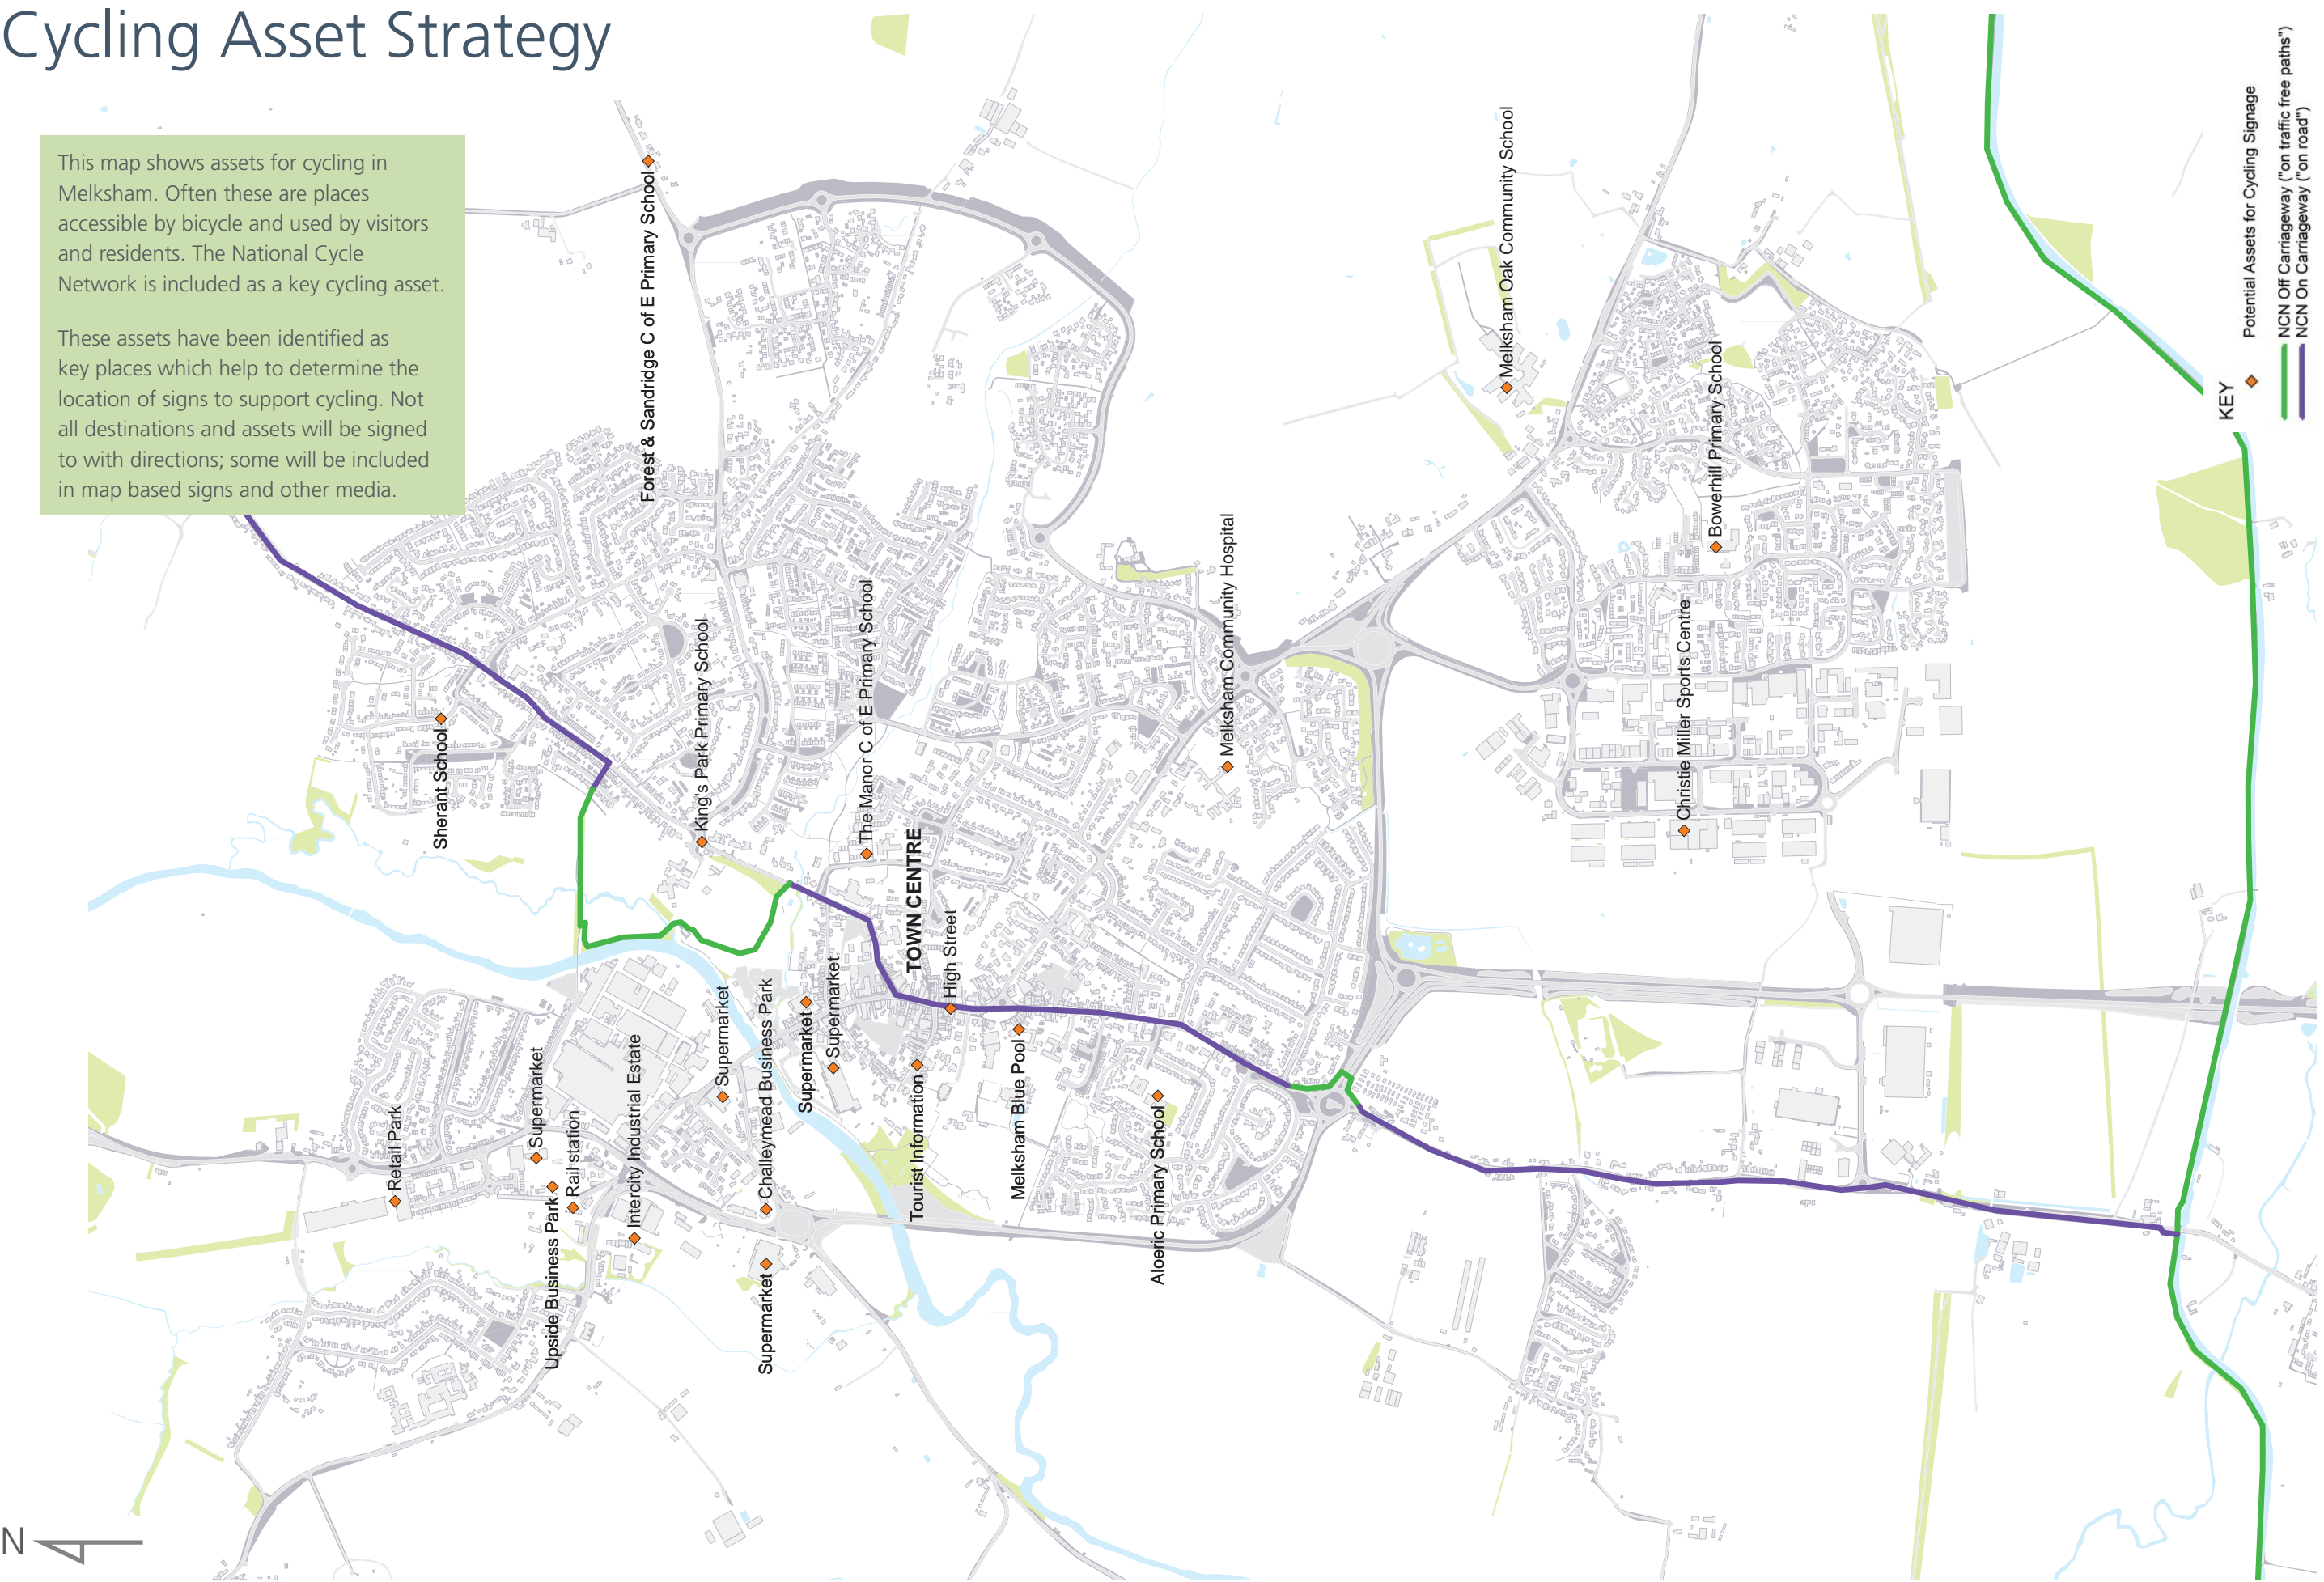 Cycling Asset Strategy
This map shows assets for cycling in
Melksham. Often these are places
accessible by bicycle and used by visitors
and residents. The National Cycle
Network is included as a key cycling asset.
These assets have been identified as
key places which help to determine the
location of signs to support cycling. Not
all destinations and assets will be signed
to with directions; some will be included
in map based signs and other media.
Forest & Sandridge C of E Primary School
Melksham Oak Community School
Bowerhill Primary School
Melksham Community Hospital
Christie Miller Sports Centre
King's Park Primary School
The Manor C of E Primary School
Sherant School
TOWN CENTRE
High Street
Supermarket
Supermarket
Supermarket
Challeymead Business Park
Supermarket
Retail Park
Rail station
Intercity Industrial Estate
Upside Business Park
Supermarket
Tourist Information
Melksham Blue Pool
Aloeric Primary School
KEY
Potential Assets for Cycling Signage
NCN Off Carriageway ("on traffic free paths")
NCN On Carriageway ("on road")
N